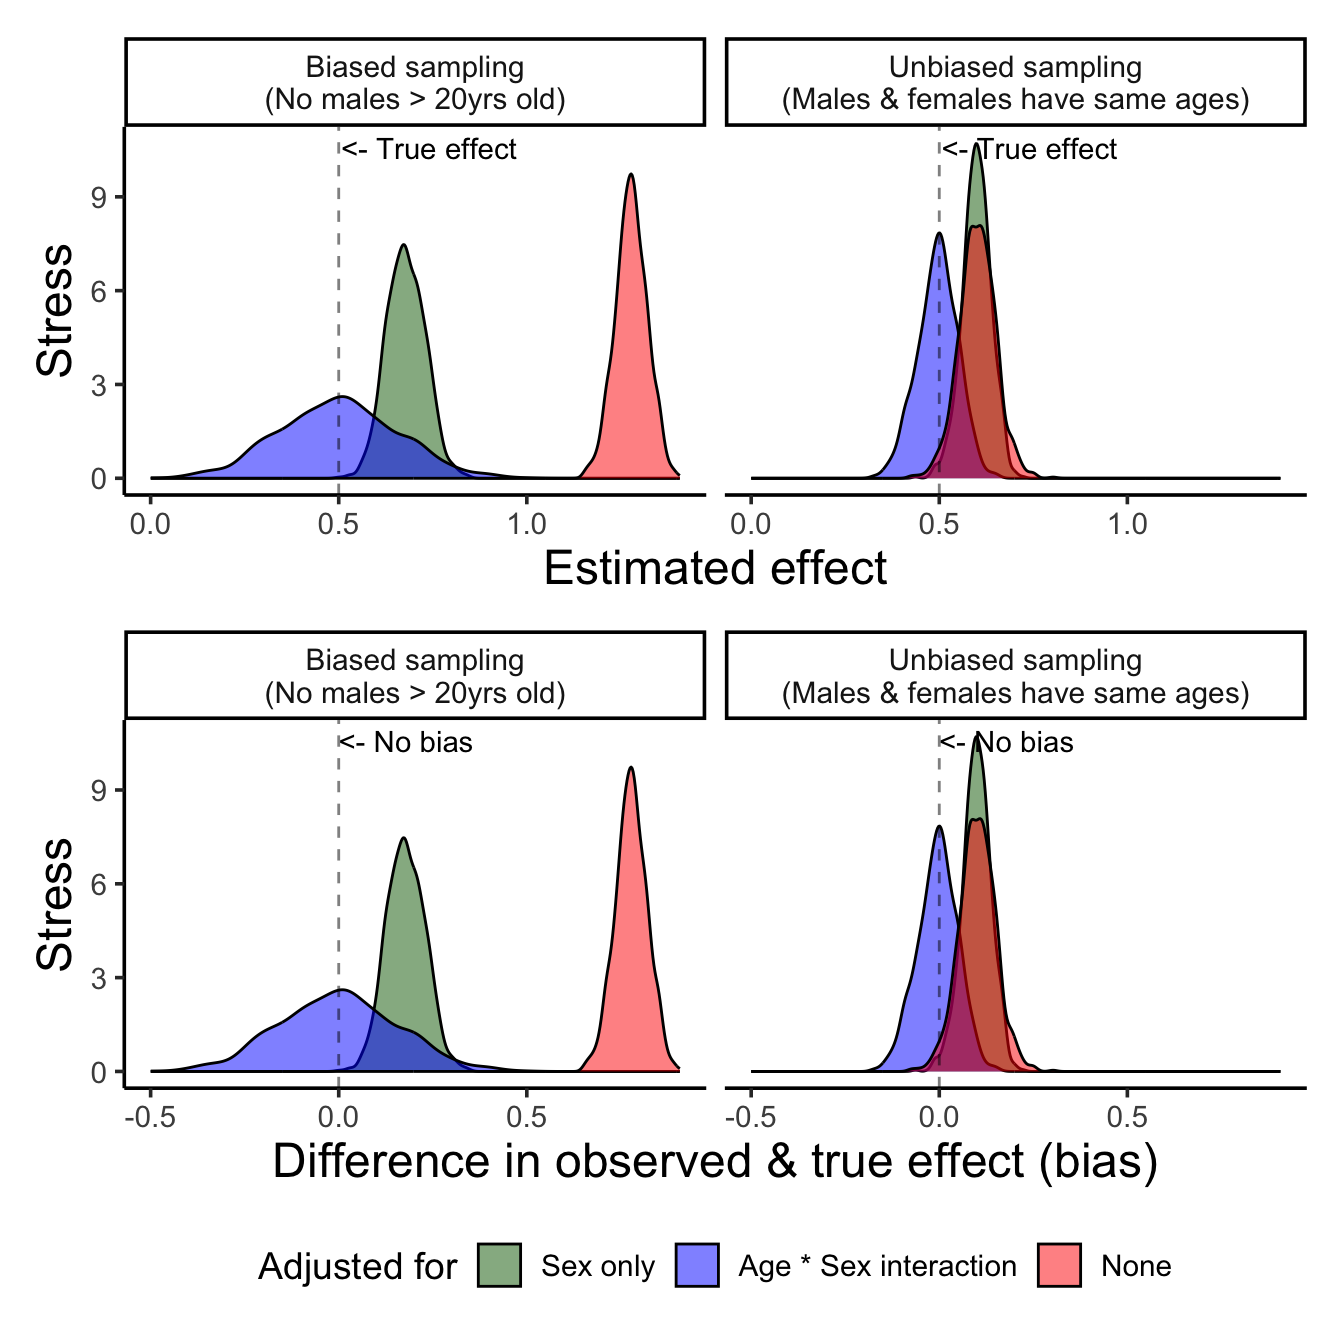 Biased sampling
(No males > 20yrs old)
Unbiased sampling
(Males & females have same ages)
<- True effect
<- True effect
Stress
9
6
3
0
0.0 0.5 1.0
0.0 0.5 1.0
Estimated effect
Biased sampling
(No males > 20yrs old)
Unbiased sampling
(Males & females have same ages)
<- No bias
<- No bias
Stress
9
6
3
0
-0.5 0.0 0.5
-0.5 0.0 0.5
Difference in observed & true effect (bias)
Adjusted for Sex only Age * Sex interaction None